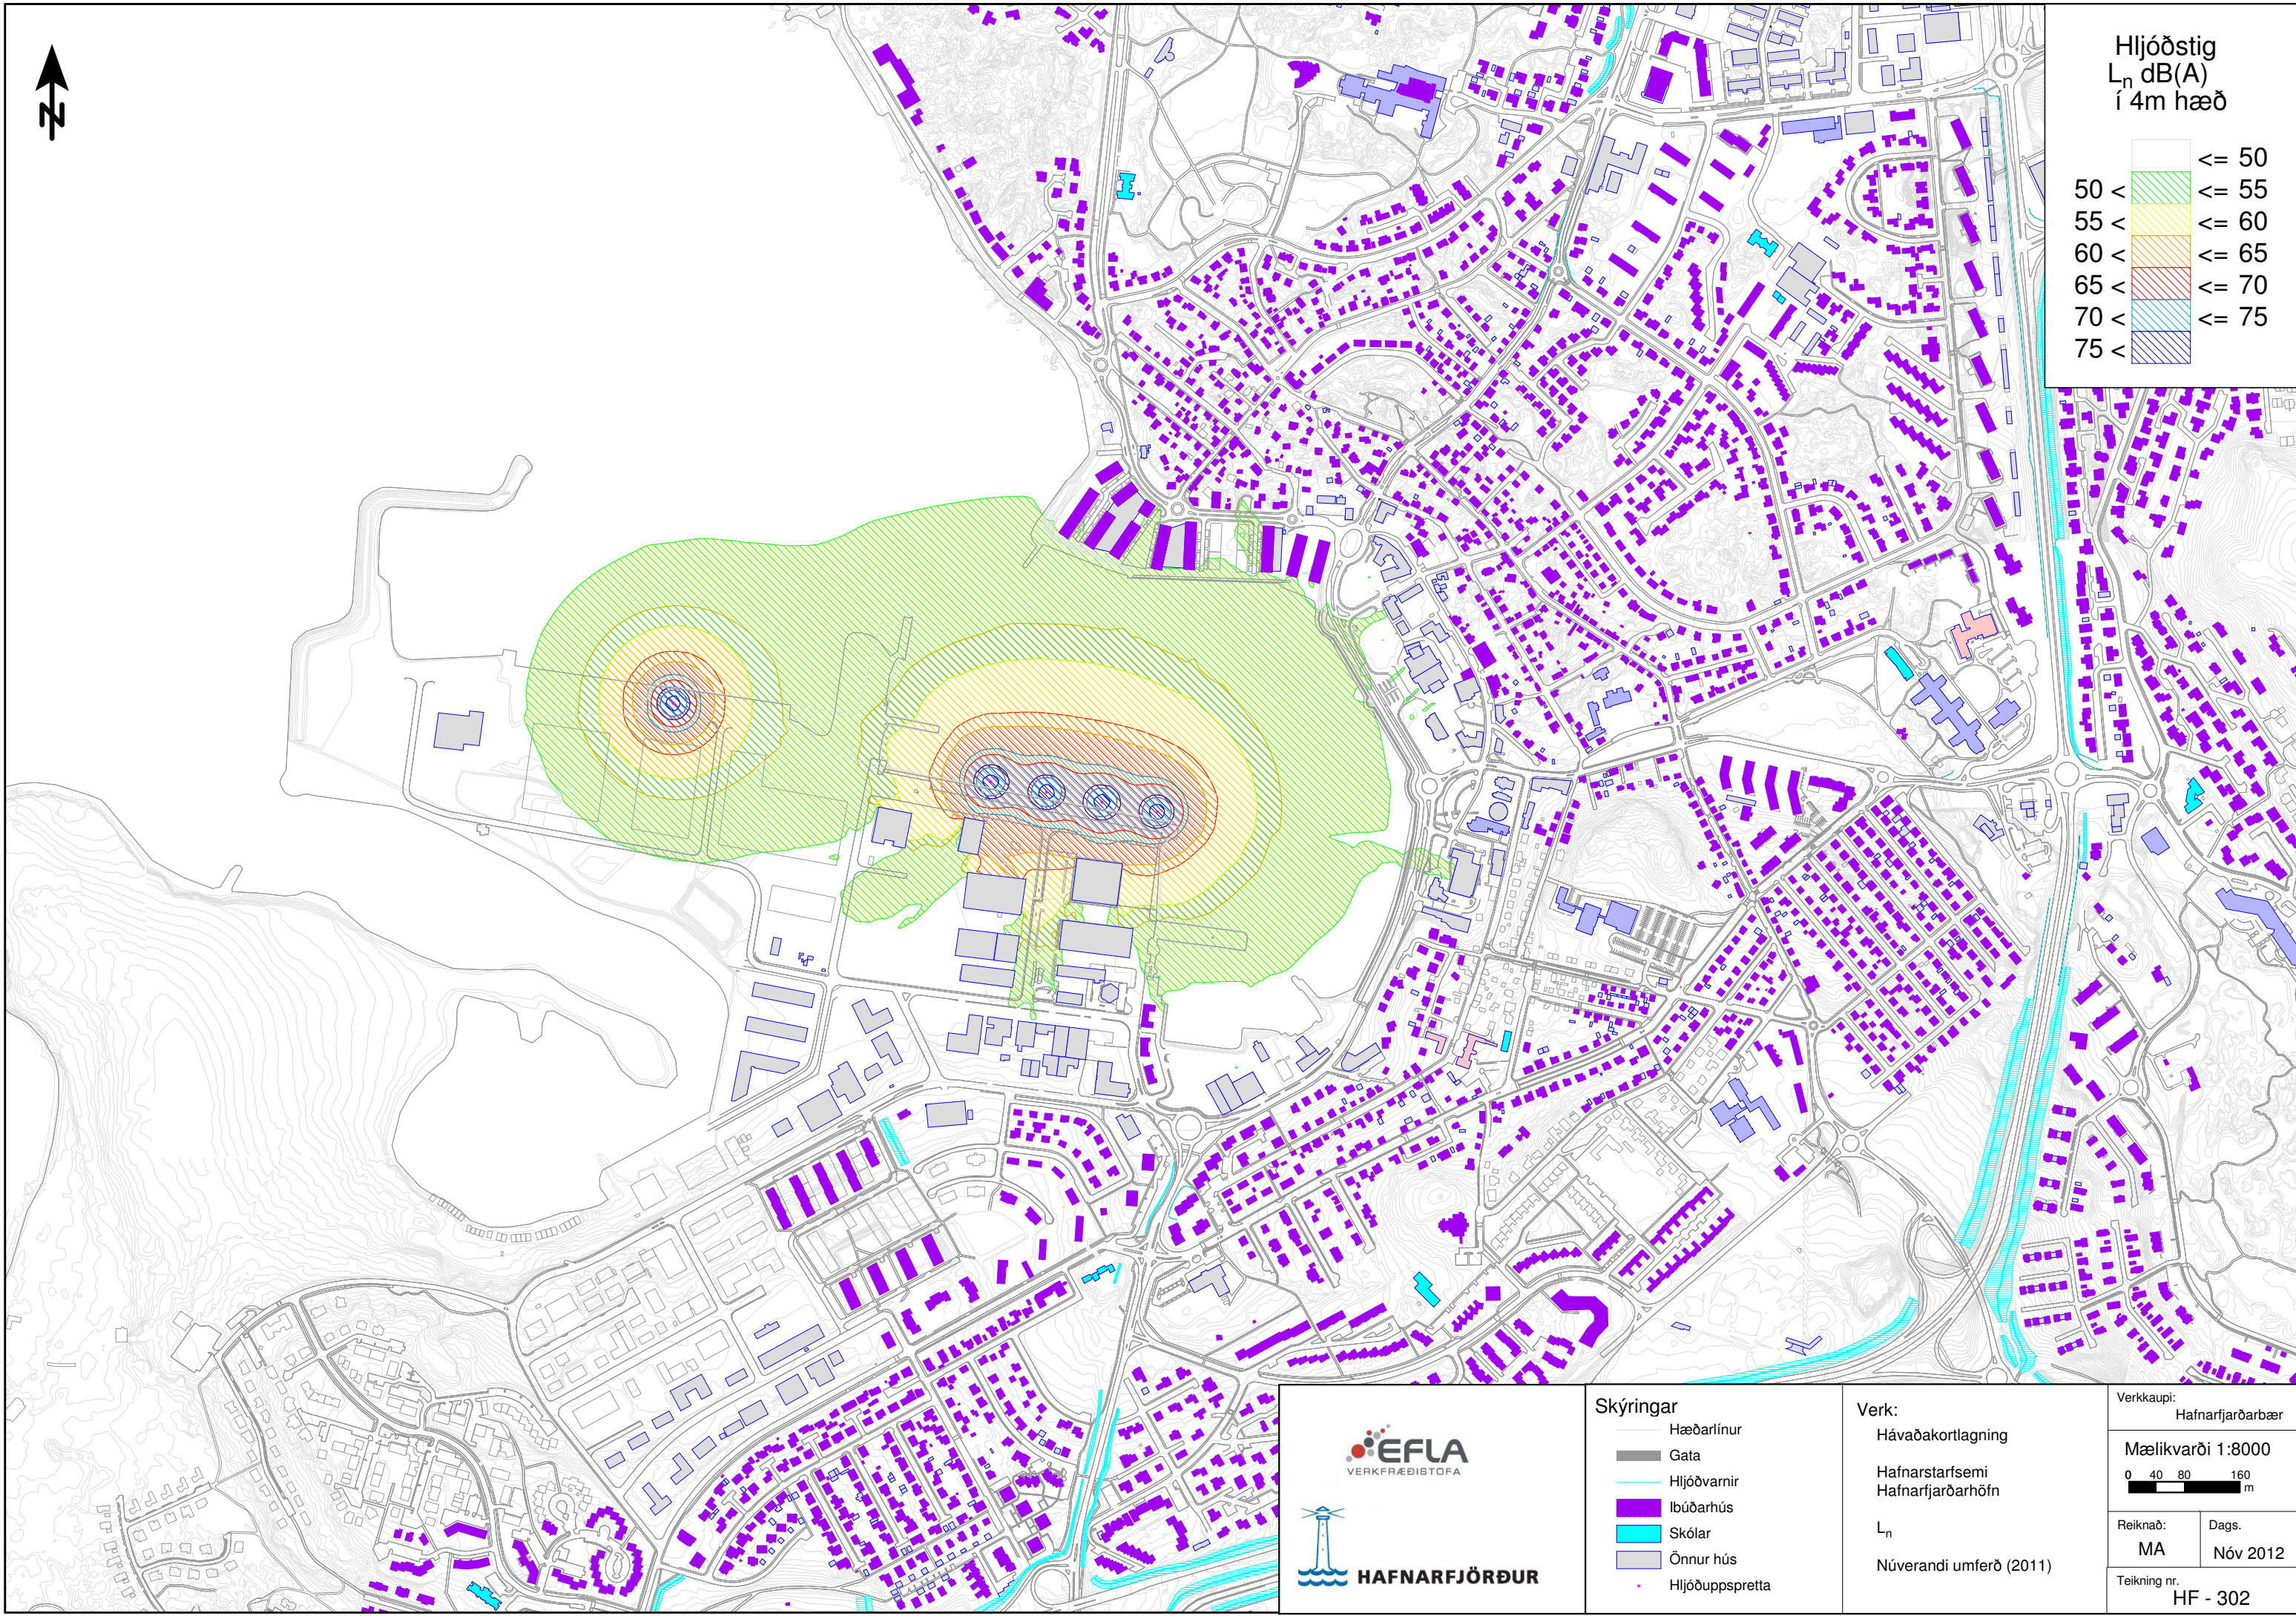 Hljóðstig
Ln dB(A)
í 4m hæð
<= 50
50 < <= 55
55 < <= 60
60 < <= 65
65 < <= 70
70 < <= 75
75 <
N
EFLA
VERKFRÆÐISTOFA
HAFNARFJÖRÐUR
Skýringar
Hæðarlínur
Gata
Hljóðvarnir
Íbúðarhús
Skólar
Önnur hús
Hljóðuppspretta
Verk:
Hávaðakortlagning
Hafnarstarfsemi
Hafnarfjarðarhöfn
Ln
Núverandi umferð (2011)
Verkkaupi:
Hafnarfjarðarbær
Mælikvarði 1:8000
0 40 80 160
m
Reiknað:
MA
Dags.
Nóv 2012
Teikning nr.
HF - 302